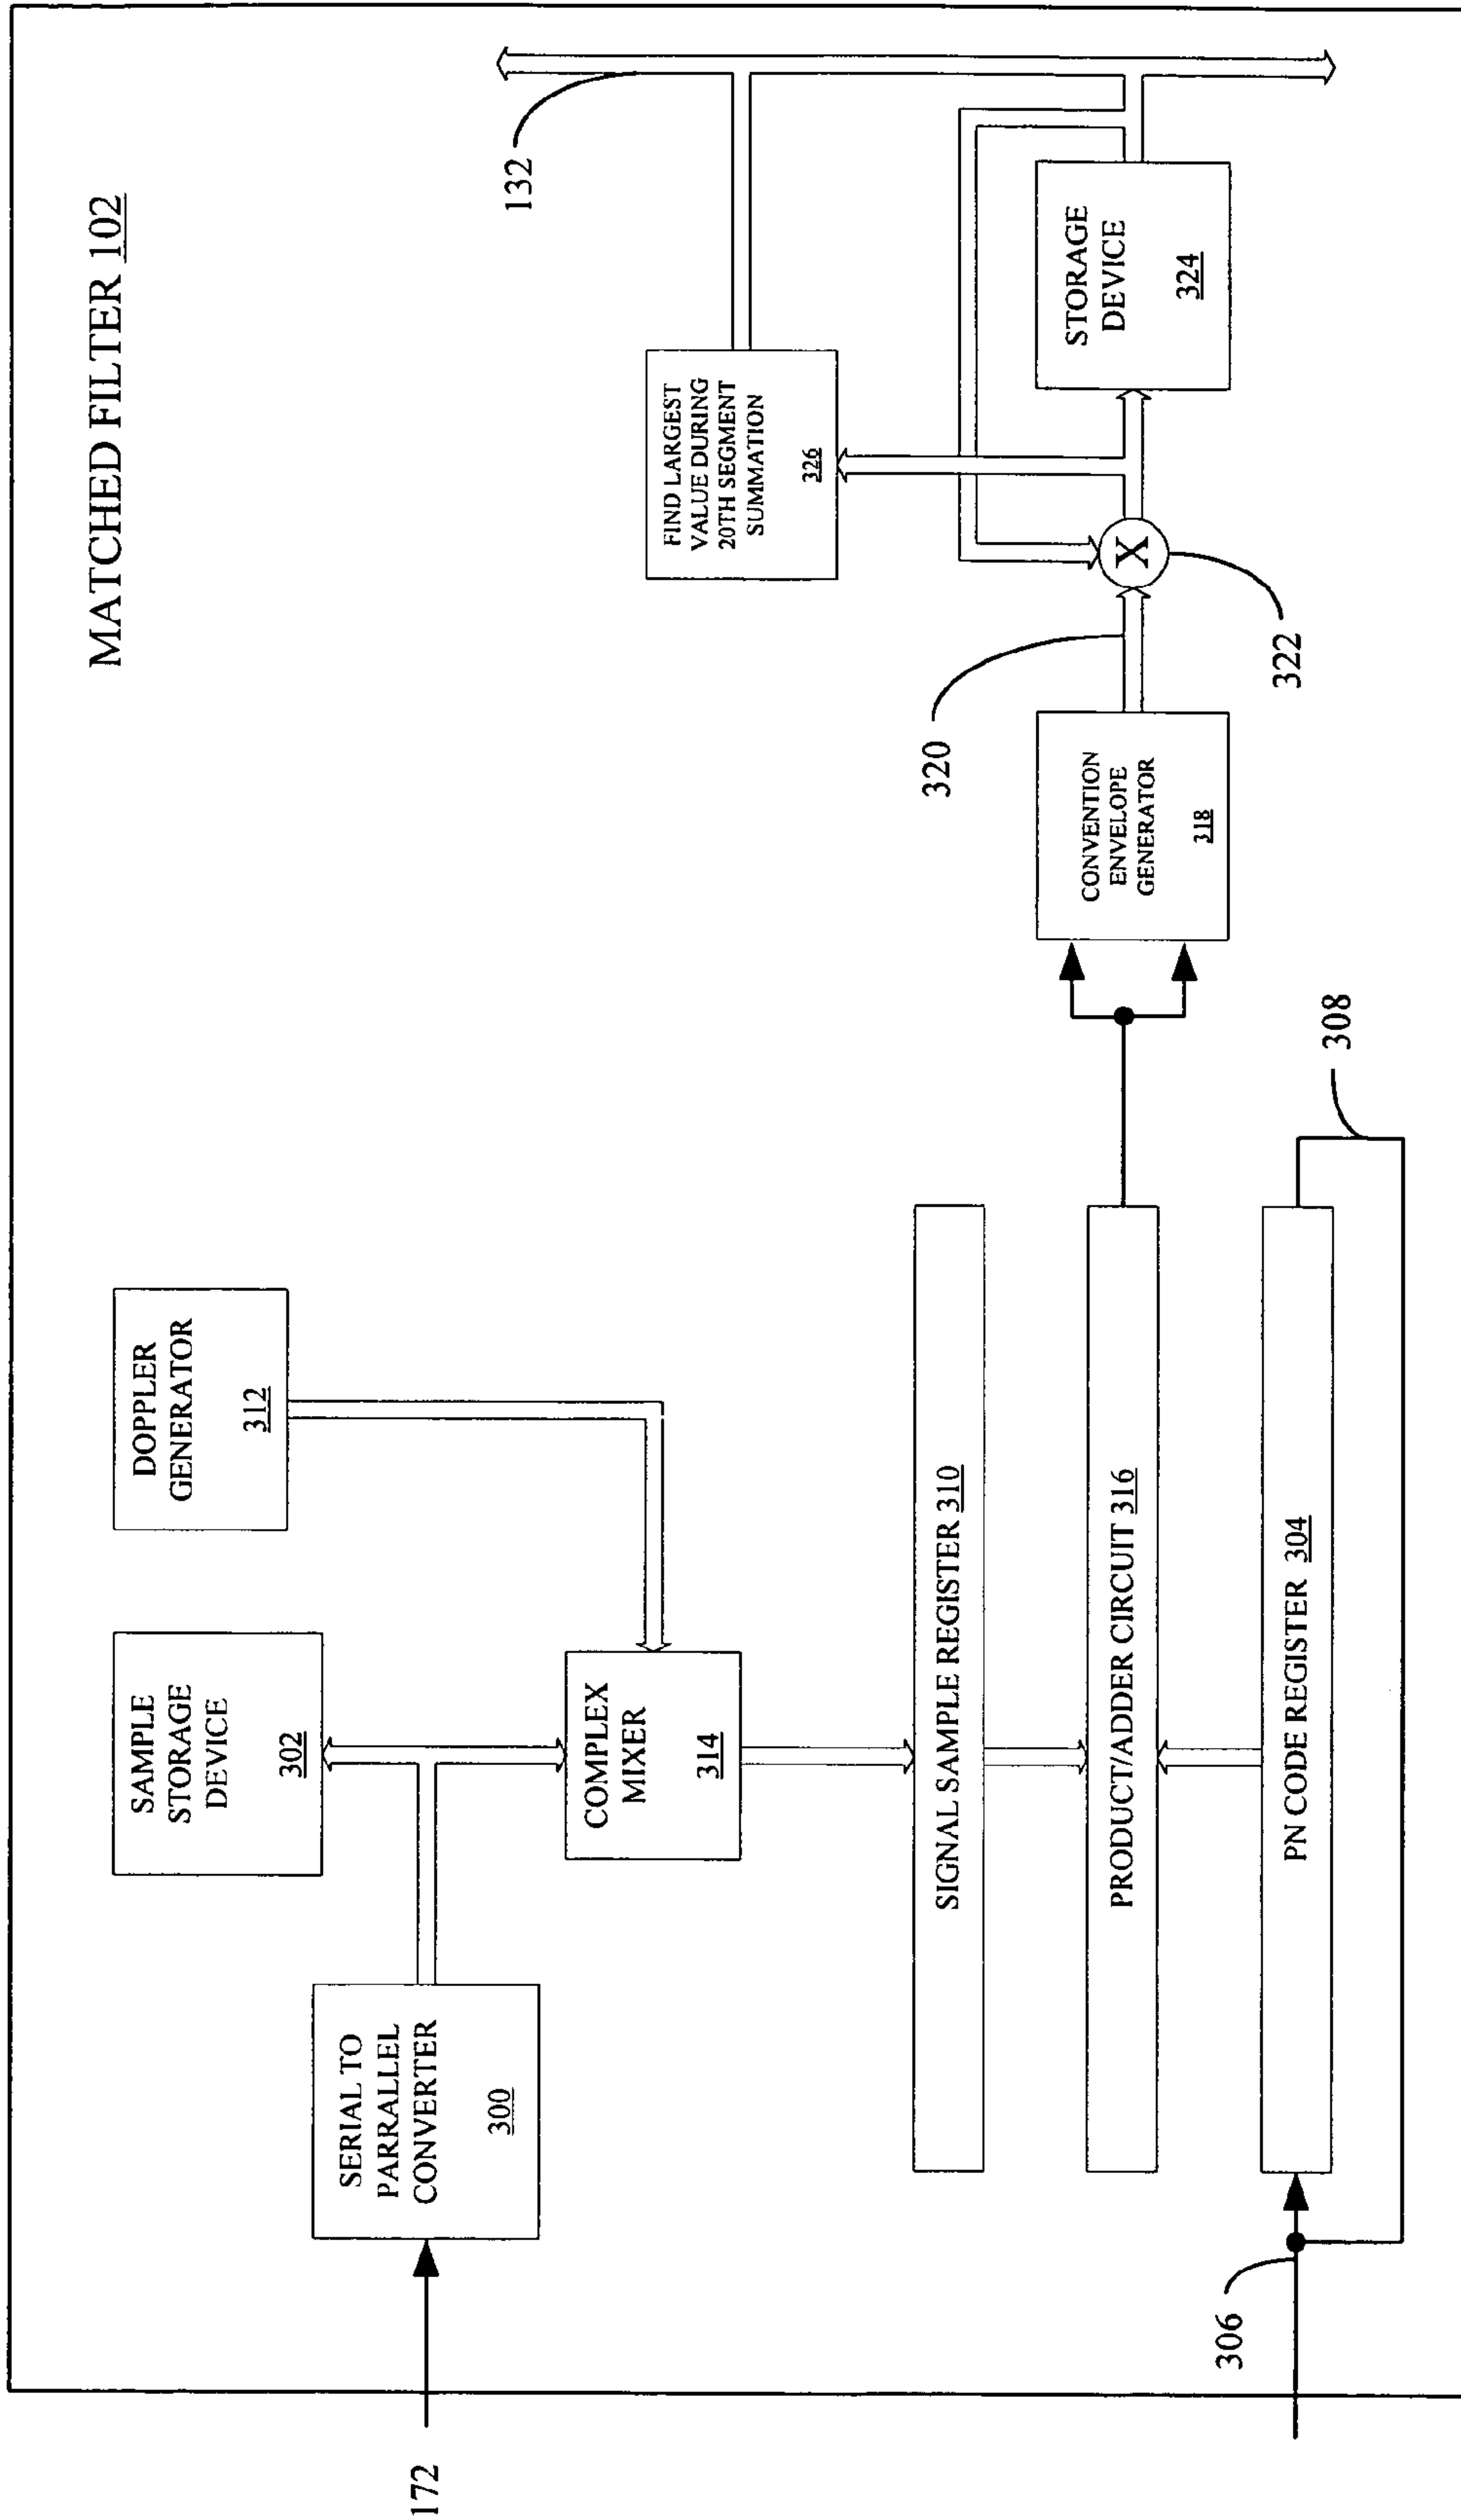 MATCHED FILTER 102
SAMPLE
STORAGE
DEVICE
302
DOPPLER
GENERATOR
312
SERIAL TO
PARRALLEL
CONVERTER
300
172
COMPLEX
MIXER
314
132
FIND LARGEST
VALUE DURING
20TH SEGMENT
SUMMATION
326
SIGNAL SAMPLE REGISTER 310
PRODUCT/ADDER CIRCUIT 316
PN CODE REGISTER 304
306
308
CONVENTION
ENVELOPE
GENERATOR
318
320
X
322
STORAGE
DEVICE
324